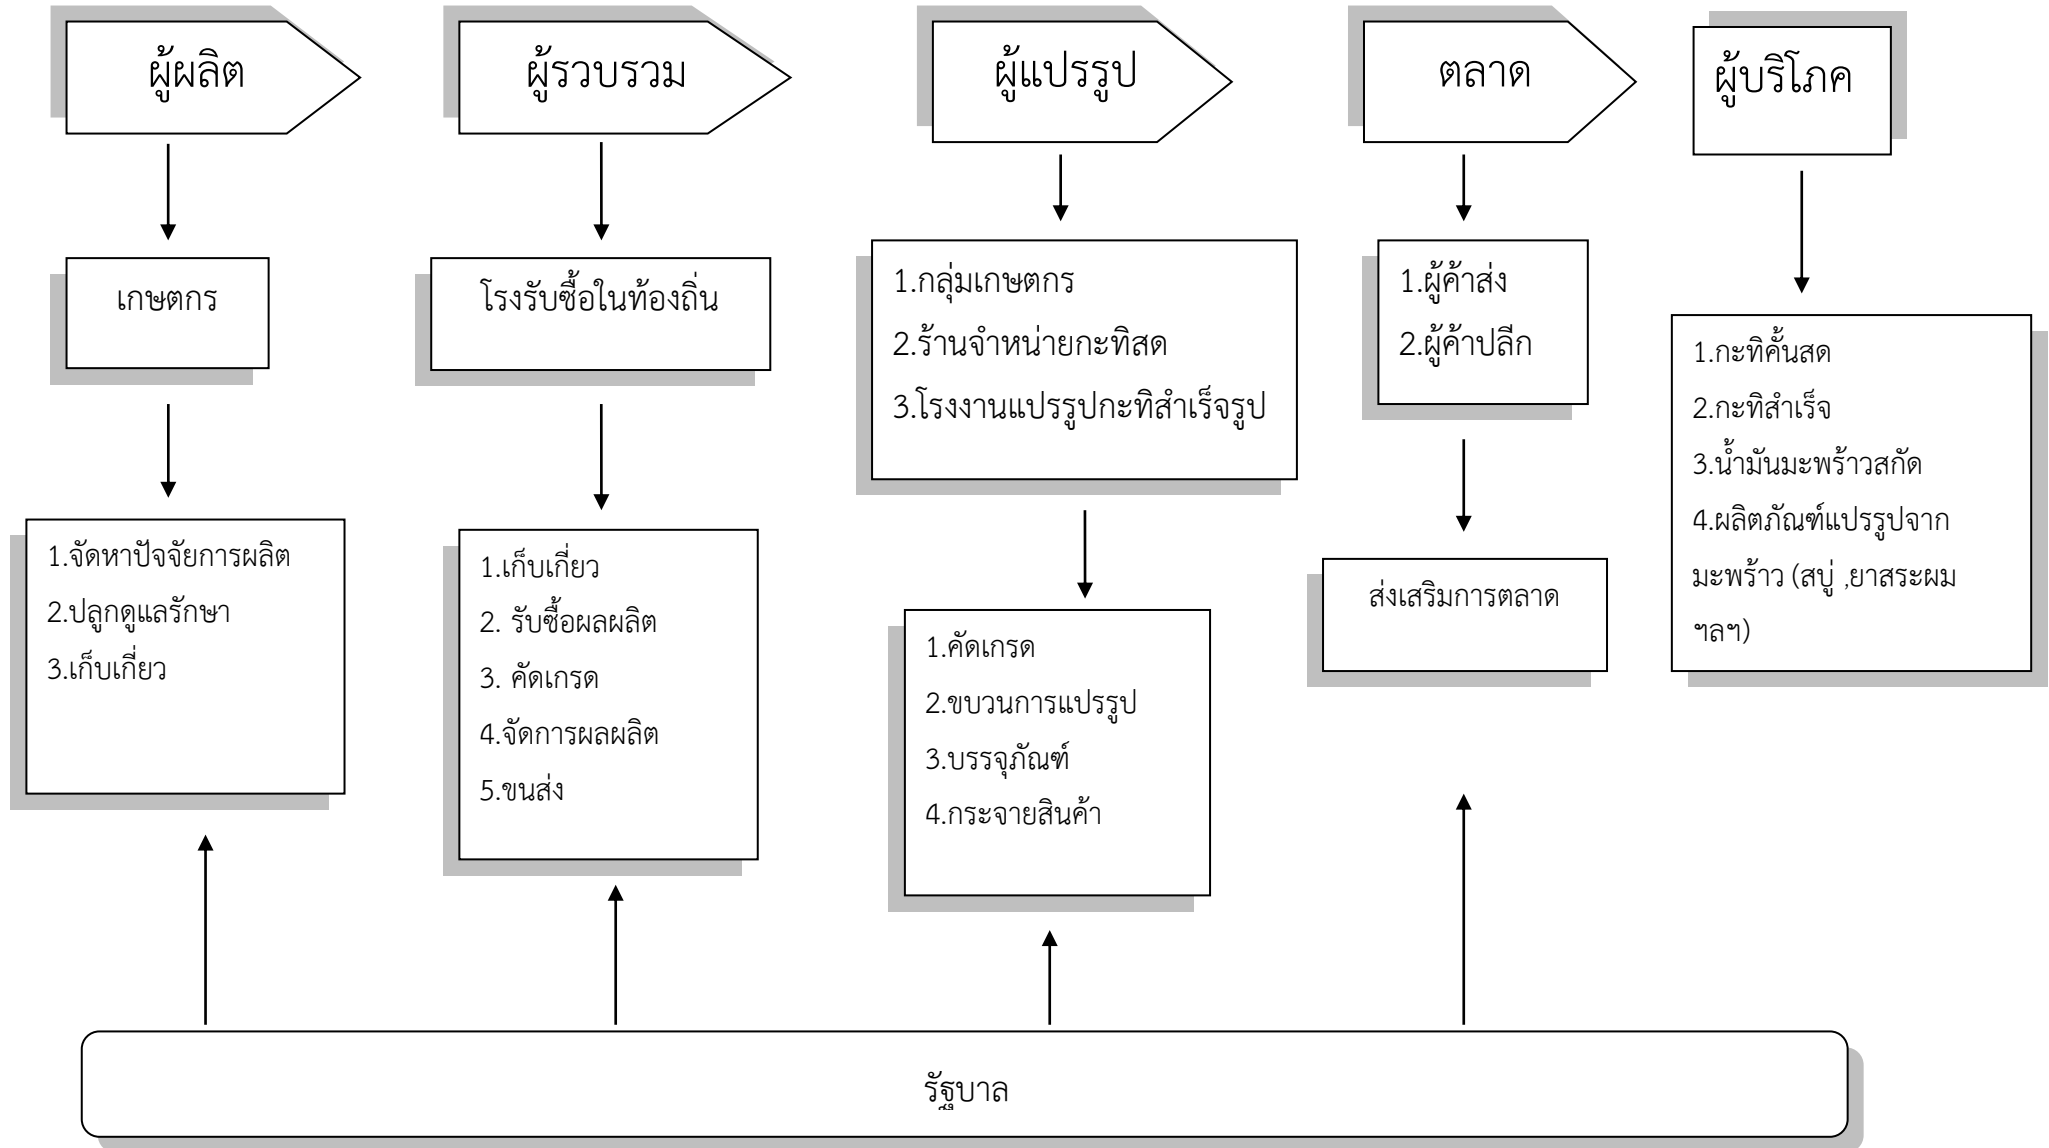 ผู้ผลิต
ผู้รวบรวม
ผู้แปรรูป
ตลาด
ผู้บริโภค
เกษตกร
โรงรับซื้อในท้องถิ่น
1.กลุ่มเกษตกร
2.ร้านจำหน่ายกะทิสด
3.โรงงานแปรรูปกะทิสำเร็จรูป
1.ผู้ค้าส่ง
2.ผู้ค้าปลีก
1.กะทิคั้นสด
2.กะทิสำเร็จ
3.น้ำมันมะพร้าวสกัด
4.ผลิตภัณฑ์แปรรูปจาก
มะพร้าว (สบู่ ,ยาสระผม
ฯลฯ)
1.จัดหาปัจจัยการผลิต
2.ปลูกดูแลรักษา
3.เก็บเกี่ยว
1.เก็บเกี่ยว
2. รับซื้อผลผลิต
3. คัดเกรด
4.จัดการผลผลิต
5.ขนส่ง
1.คัดเกรด
2.ขบวนการแปรรูป
3.บรรจุภัณฑ์
4.กระจายสินค้า
ส่งเสริมการตลาด
รัฐบาล